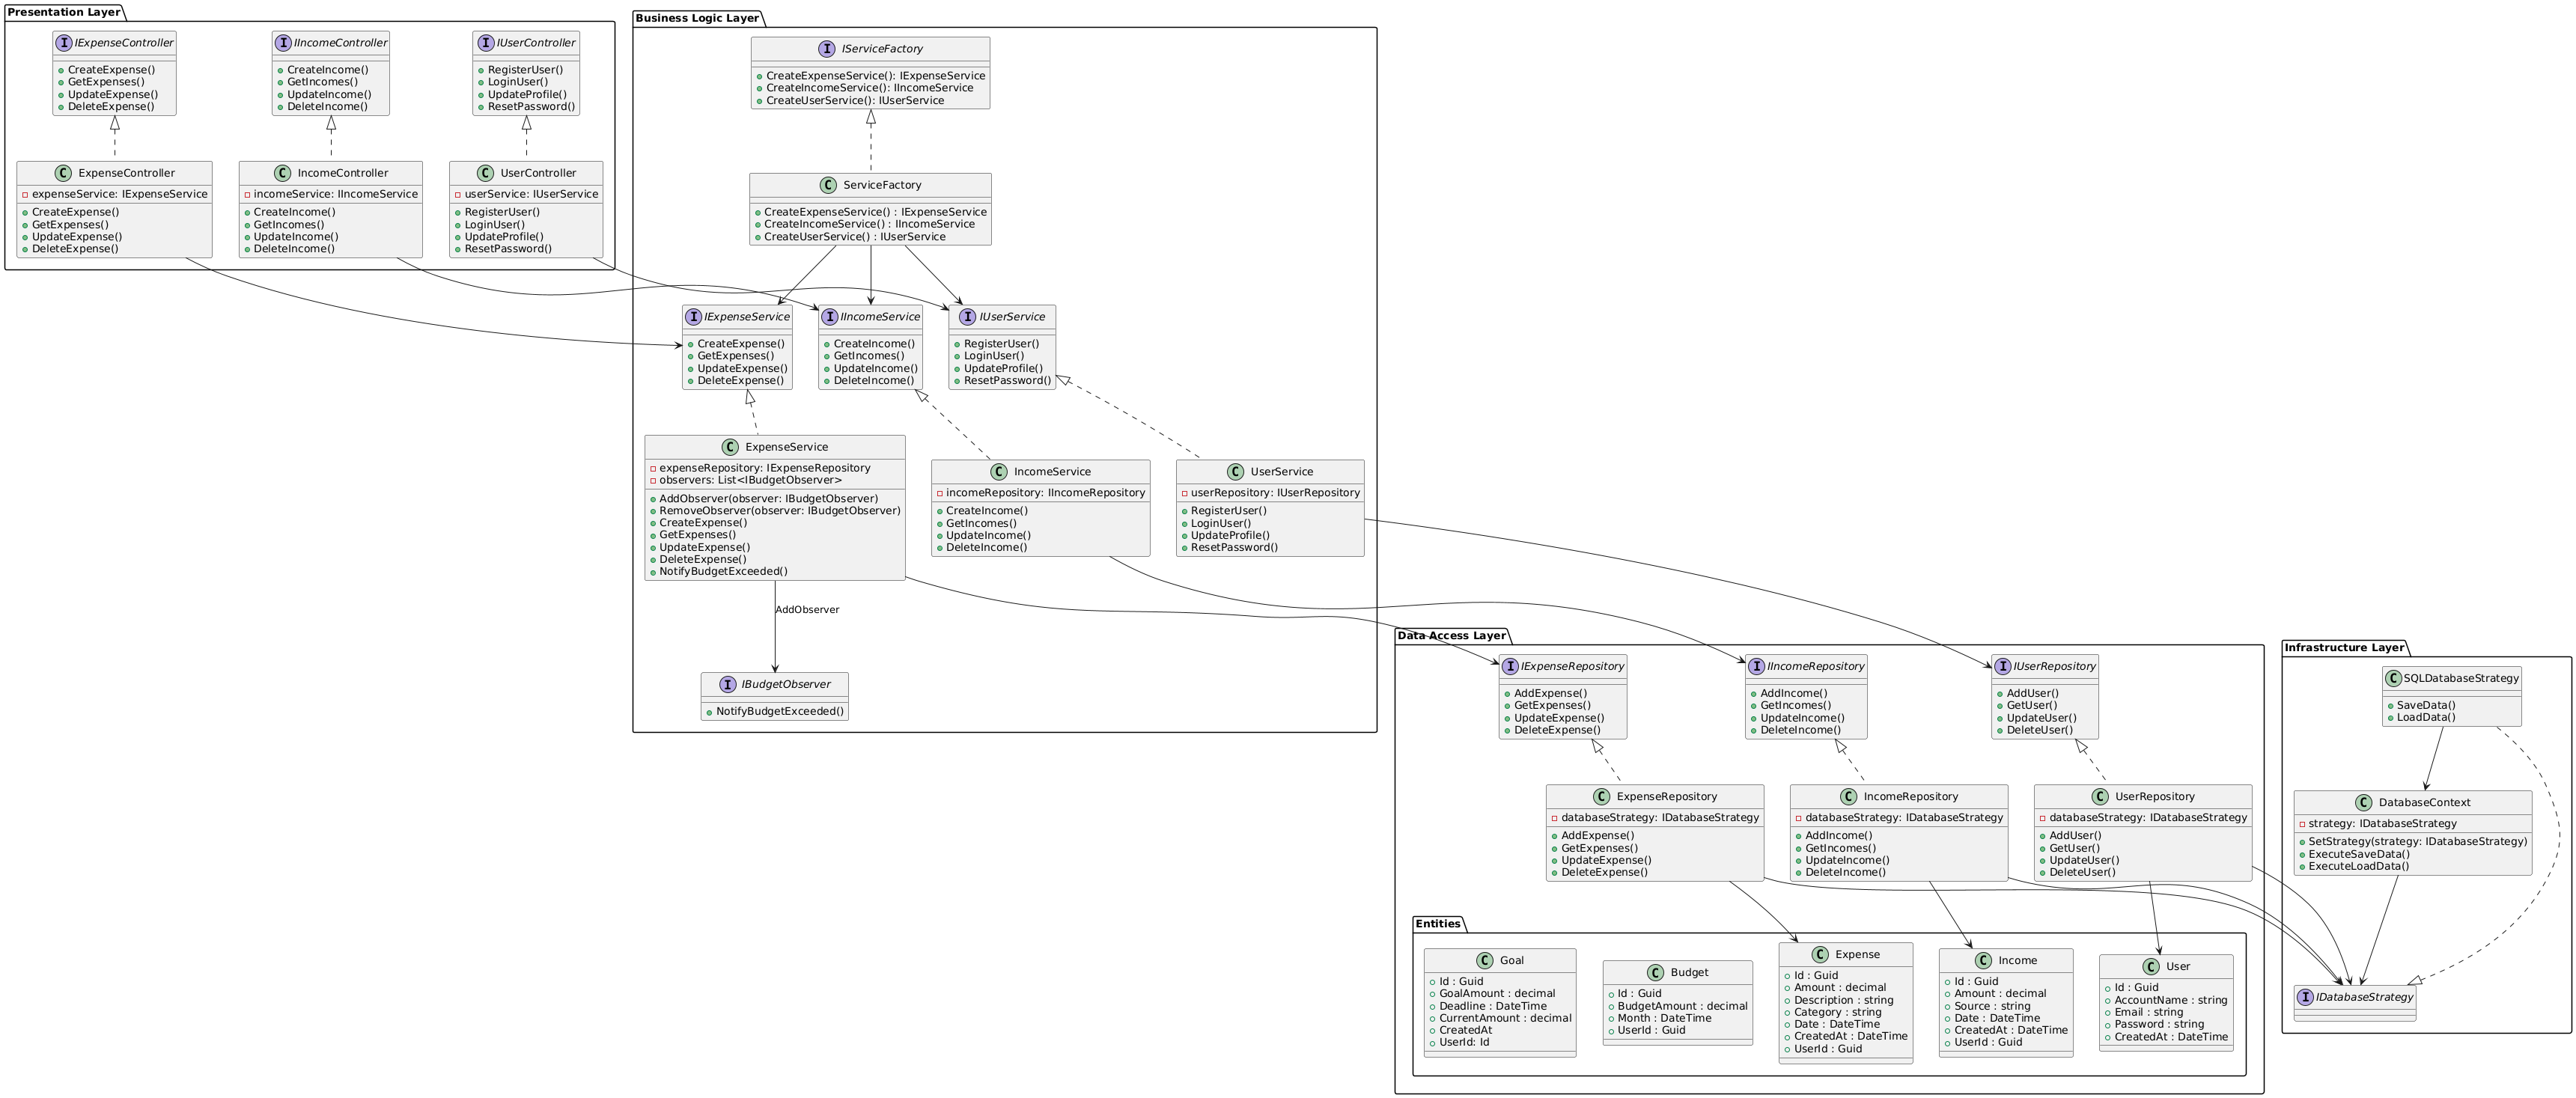 Presentation Layer
IExpenseController
CreateExpense()
GetExpenses()
UpdateExpense()
DeleteExpense()
IIncomeController
CreateIncome()
GetIncomes()
UpdateIncome()
DeleteIncome()
IUserController
RegisterUser()
LoginUser()
UpdateProfile()
ResetPassword()
ExpenseController
expenseService: IExpenseService
CreateExpense()
GetExpenses()
UpdateExpense()
DeleteExpense()
IncomeController
incomeService: IIncomeService
CreateIncome()
GetIncomes()
UpdateIncome()
DeleteIncome()
UserController
userService: IUserService
RegisterUser()
LoginUser()
UpdateProfile()
ResetPassword()
Business Logic Layer
IServiceFactory
CreateExpenseService(): IExpenseService
CreateIncomeService(): IIncomeService
CreateUserService(): IUserService
ServiceFactory
CreateExpenseService() : IExpenseService
CreateIncomeService() : IIncomeService
CreateUserService() : IUserService
IExpenseService
CreateExpense()
GetExpenses()
UpdateExpense()
DeleteExpense()
IIncomeService
CreateIncome()
GetIncomes()
UpdateIncome()
DeleteIncome()
IUserService
RegisterUser()
LoginUser()
UpdateProfile()
ResetPassword()
ExpenseService
expenseRepository: IExpenseRepository
observers: List<IBudgetObserver>
AddObserver(observer: IBudgetObserver)
RemoveObserver(observer: IBudgetObserver)
CreateExpense()
GetExpenses()
UpdateExpense()
DeleteExpense()
NotifyBudgetExceeded()
IncomeService
incomeRepository: IIncomeRepository
CreateIncome()
GetIncomes()
UpdateIncome()
DeleteIncome()
UserService
userRepository: IUserRepository
RegisterUser()
LoginUser()
UpdateProfile()
ResetPassword()
AddObserver
IBudgetObserver
NotifyBudgetExceeded()
Data Access Layer
IExpenseRepository
AddExpense()
GetExpenses()
UpdateExpense()
DeleteExpense()
IIncomeRepository
AddIncome()
GetIncomes()
UpdateIncome()
DeleteIncome()
IUserRepository
AddUser()
GetUser()
UpdateUser()
DeleteUser()
ExpenseRepository
databaseStrategy: IDatabaseStrategy
AddExpense()
GetExpenses()
UpdateExpense()
DeleteExpense()
IncomeRepository
databaseStrategy: IDatabaseStrategy
AddIncome()
GetIncomes()
UpdateIncome()
DeleteIncome()
UserRepository
databaseStrategy: IDatabaseStrategy
AddUser()
GetUser()
UpdateUser()
DeleteUser()
Entities
Goal
Id : Guid
GoalAmount : decimal
Deadline : DateTime
CurrentAmount : decimal
CreatedAt
UserId: Id
Budget
Id : Guid
BudgetAmount : decimal
Month : DateTime
UserId : Guid
Expense
Id : Guid
Amount : decimal
Description : string
Category : string
Date : DateTime
CreatedAt : DateTime
UserId : Guid
Income
Id : Guid
Amount : decimal
Source : string
Date : DateTime
CreatedAt : DateTime
UserId : Guid
User
Id : Guid
AccountName : string
Email : string
Password : string
CreatedAt : DateTime
Infrastructure Layer
SQLDatabaseStrategy
SaveData()
LoadData()
DatabaseContext
strategy: IDatabaseStrategy
SetStrategy(strategy: IDatabaseStrategy)
ExecuteSaveData()
ExecuteLoadData()
IDatabaseStrategy